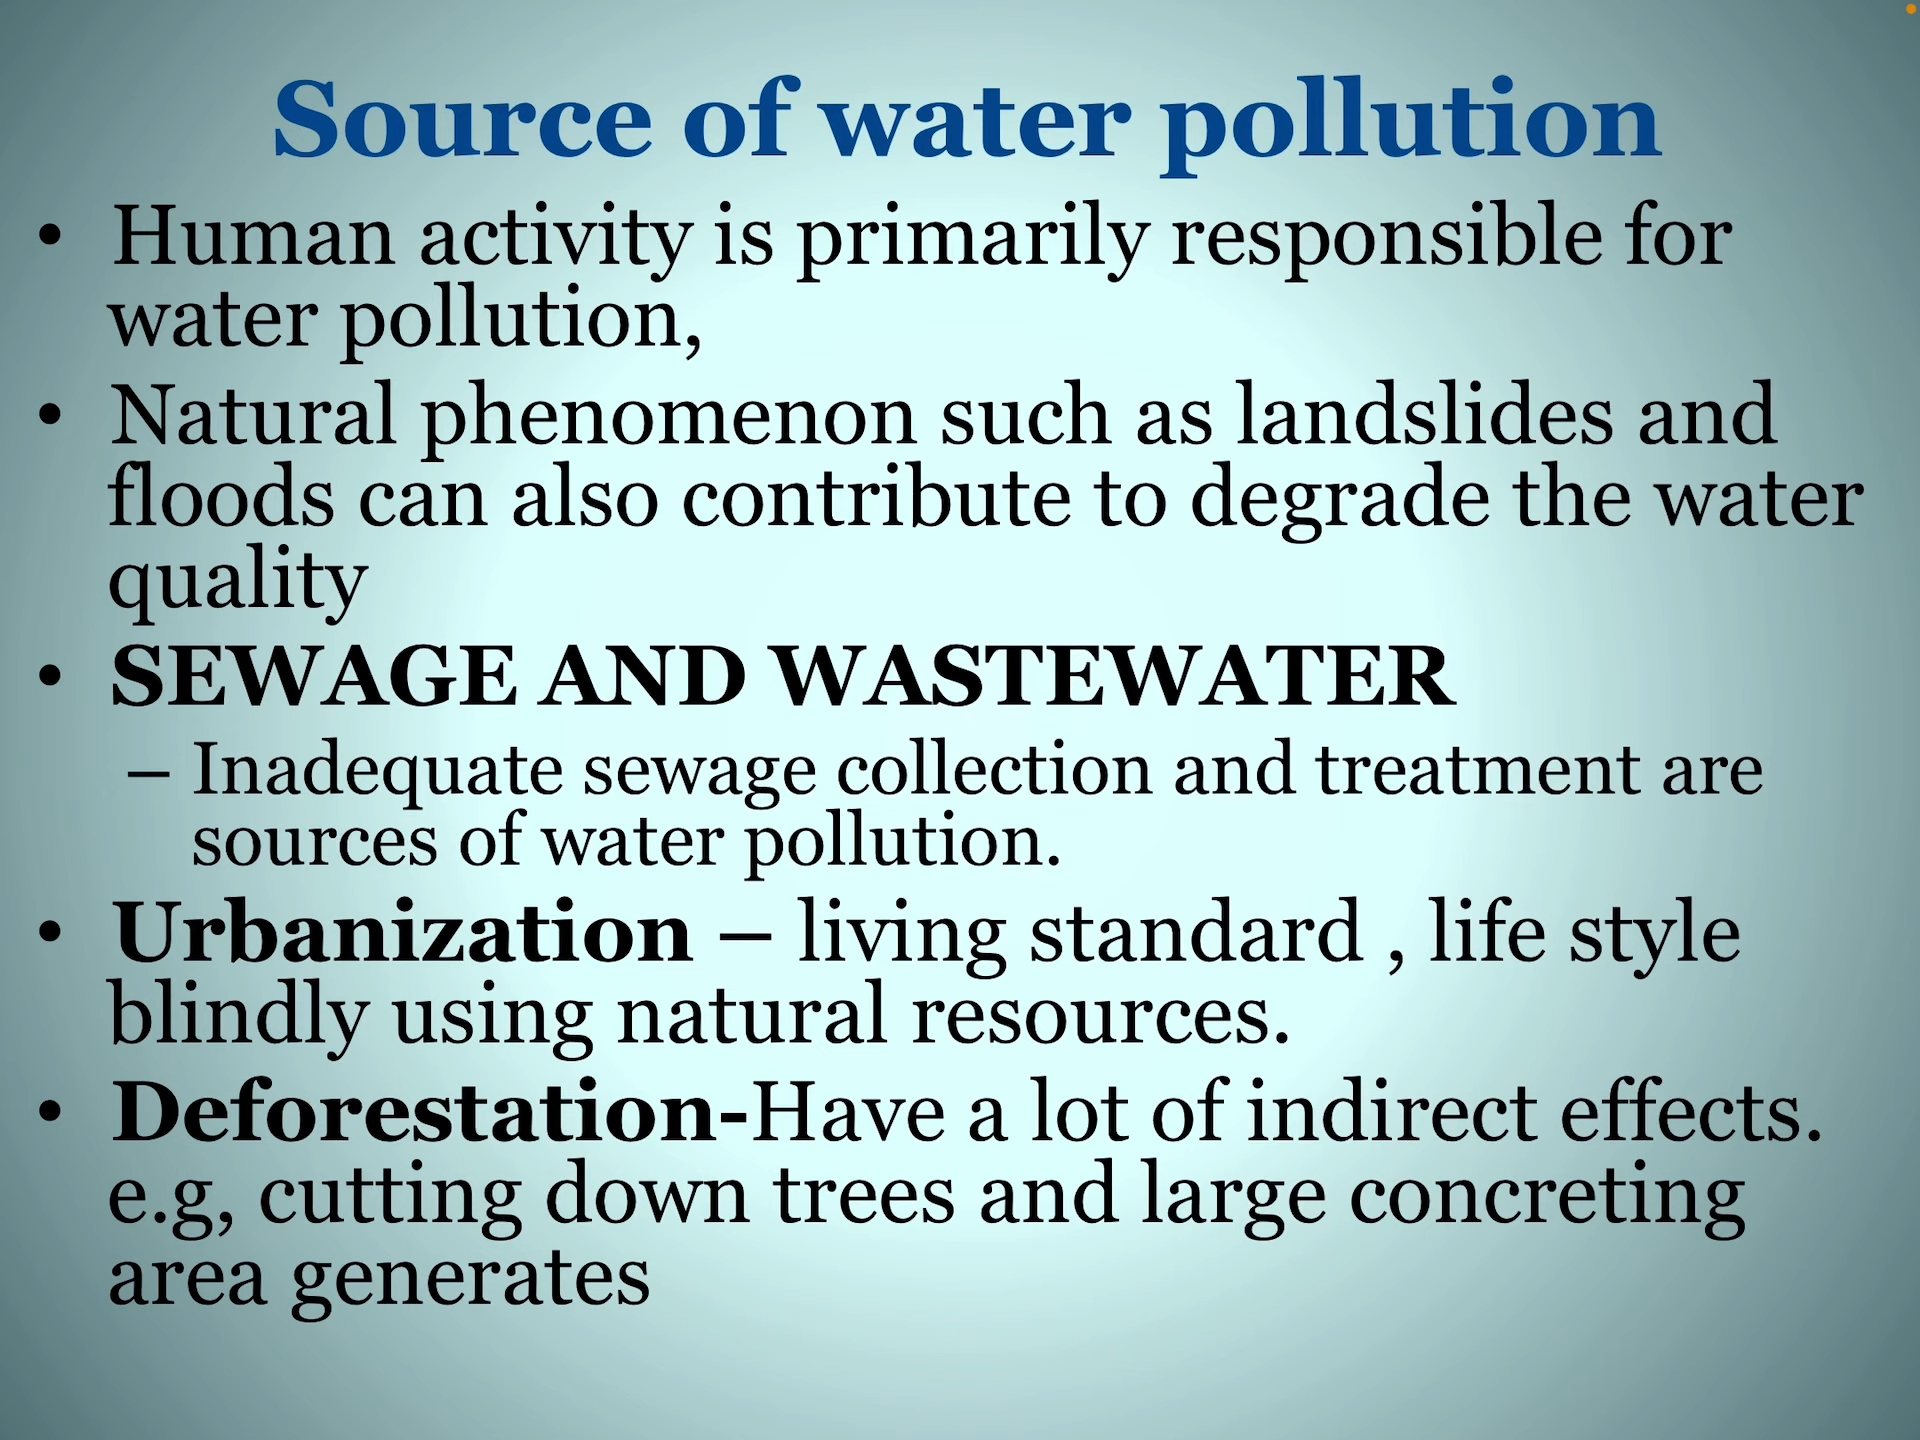 Source of water pollution
• Human activity is primarily responsible for
water pollution,
• Natural phenomenon such as landslides and
floods can also contribute to degrade the water
quality
• SEWAGE AND WASTEWATER
– Inadequate sewage collection and treatment are
sources of water pollution.
• Urbanization – living standard , life style
blindly using natural resources.
• Deforestation-Have a lot of indirect effects.
e.g, cutting down trees and large concreting
area generates